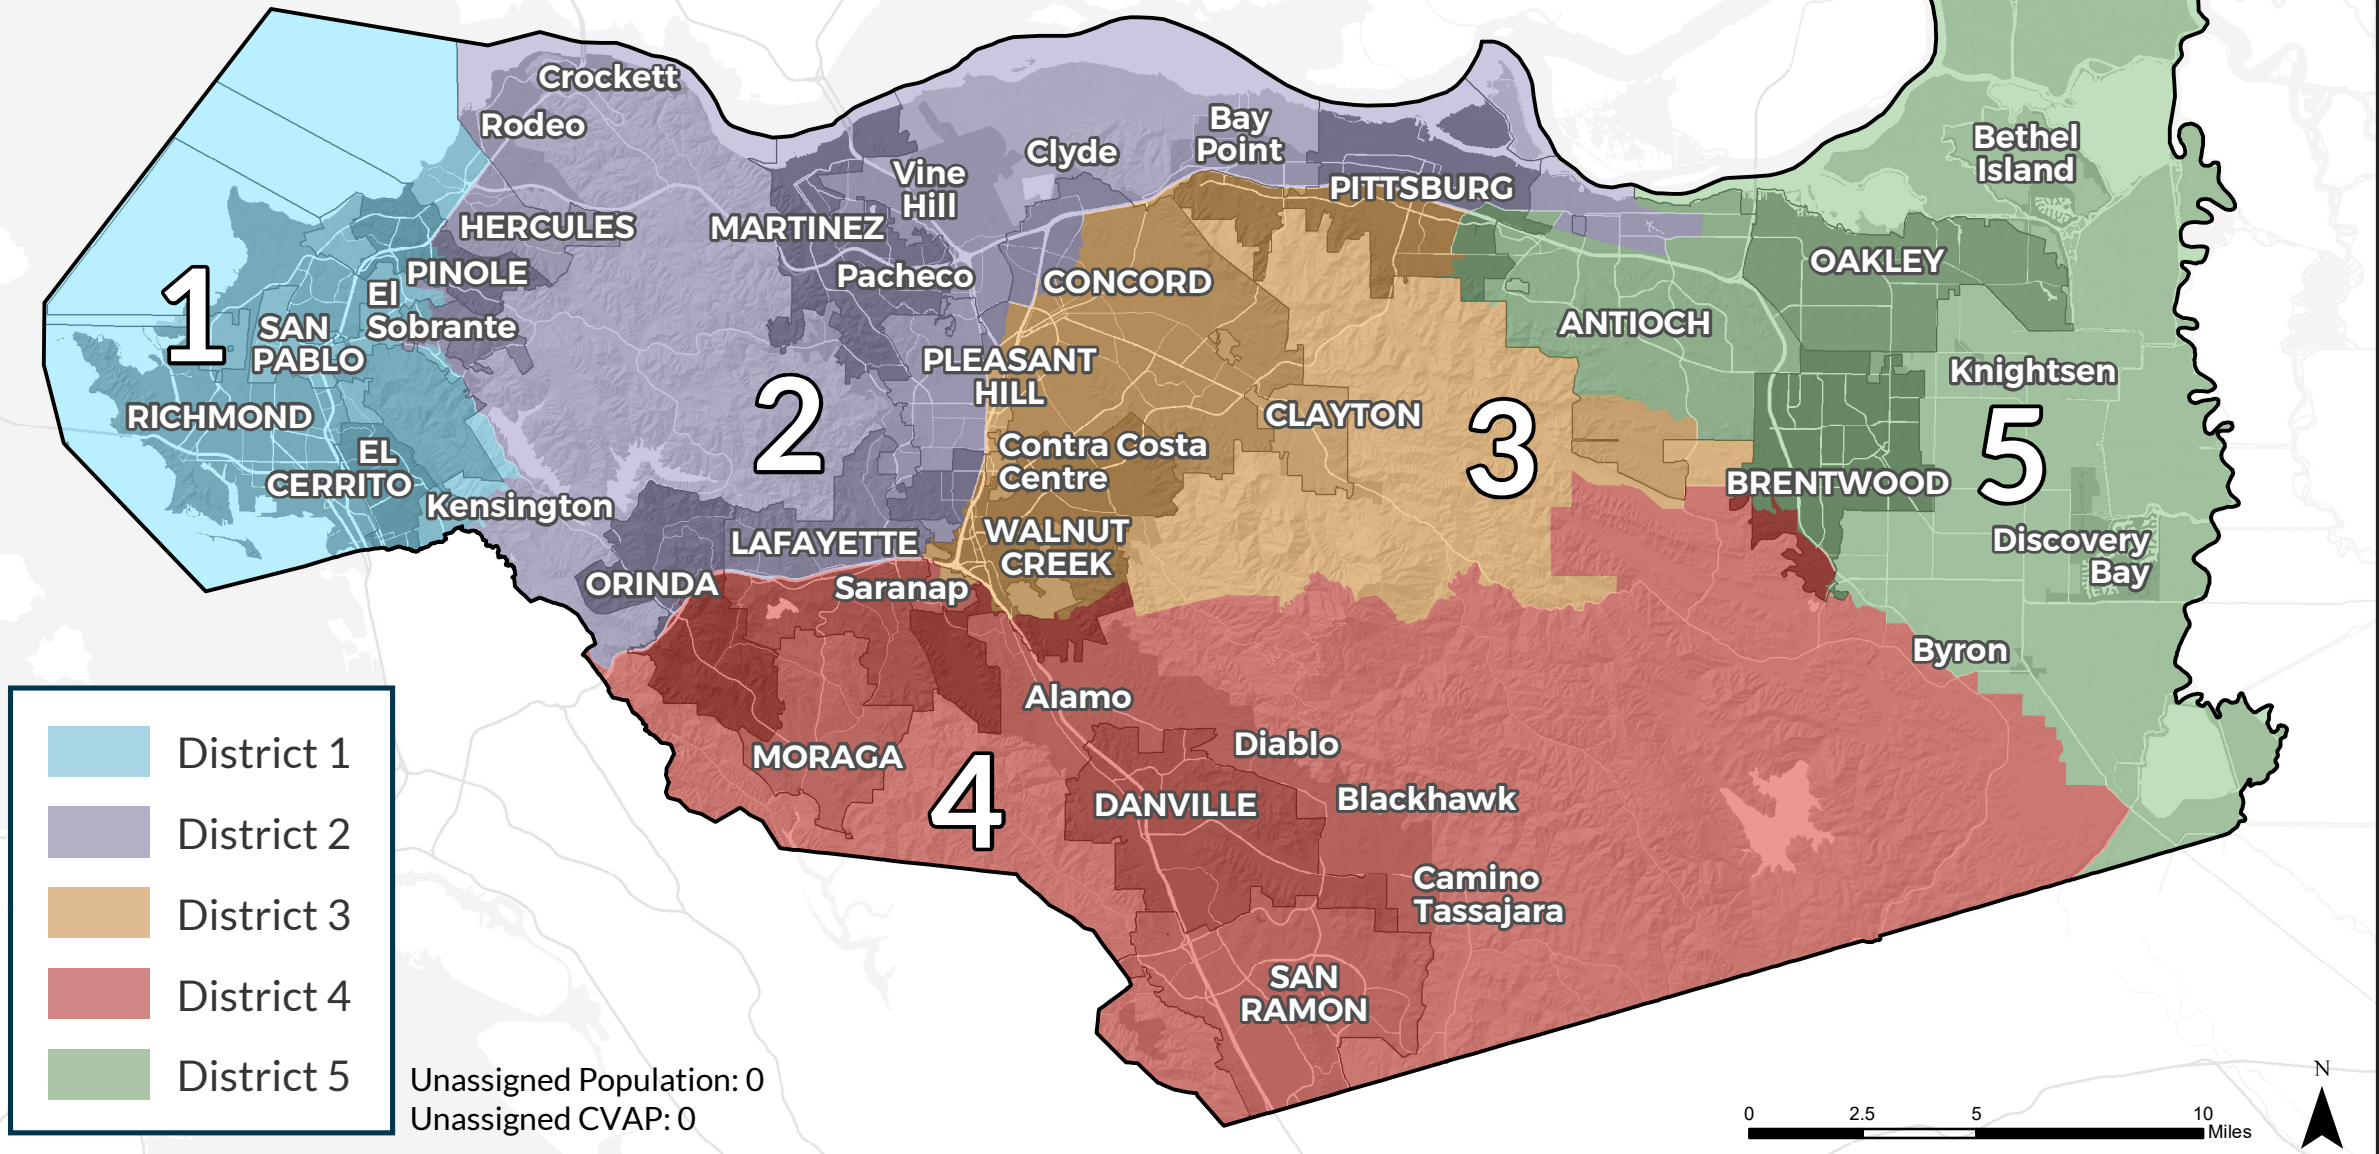 Crockett
Rodeo
HERCULES
PINOLE
El
Sobrante
SAN
PABLO
1
RICHMOND
EL
CERRITO
Kensington
MARTINEZ
Vine
Hill
Clyde
Bay
Point
PITTSBURG
Pacheco
CONCORD
PLEASANT
HILL
2
Contra Costa
Centre
CLAYTON
3
WALNUT
CREEK
LAFAYETTE
ORINDA
Saranap
ANTIOCH
OAKLEY
Bethel
Island
Knightsen
5
BRENTWOOD
Discovery
Bay
Byron
Alamo
MORAGA
4
Diablo
DANVILLE
Blackhawk
Camino
Tassajara
SAN
RAMON
District 1
District 2
District 3
District 4
District 5
Unassigned Population: 0
Unassigned CVAP: 0
N
0 2.5 5 10
Miles